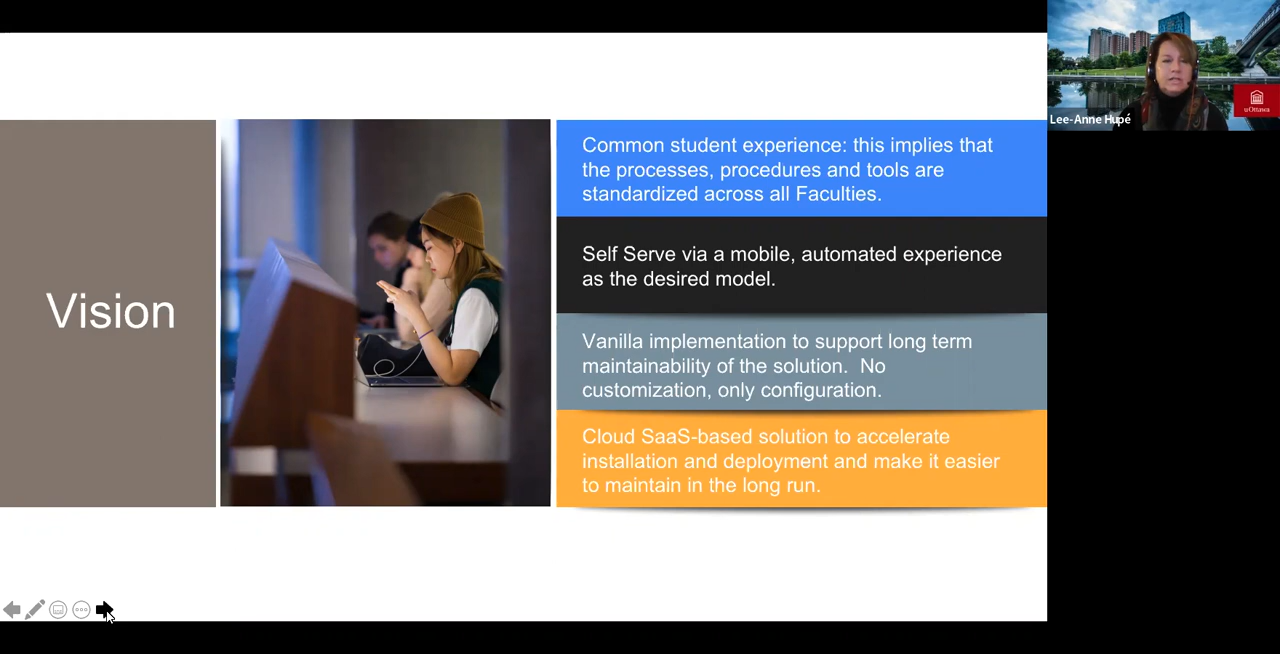 Vision
Common student experience: this implies that
the processes, procedures and tools are
standardized across all Faculties.
Self Serve via a mobile, automated experience
as the desired model.
Vanilla implementation to support long term
maintainability of the solution.  No
customization, only configuration.
Cloud SaaS-based solution to accelerate
installation and deployment and make it easier
to maintain in the long run.
uOttawa
Lee-Anne Hupé